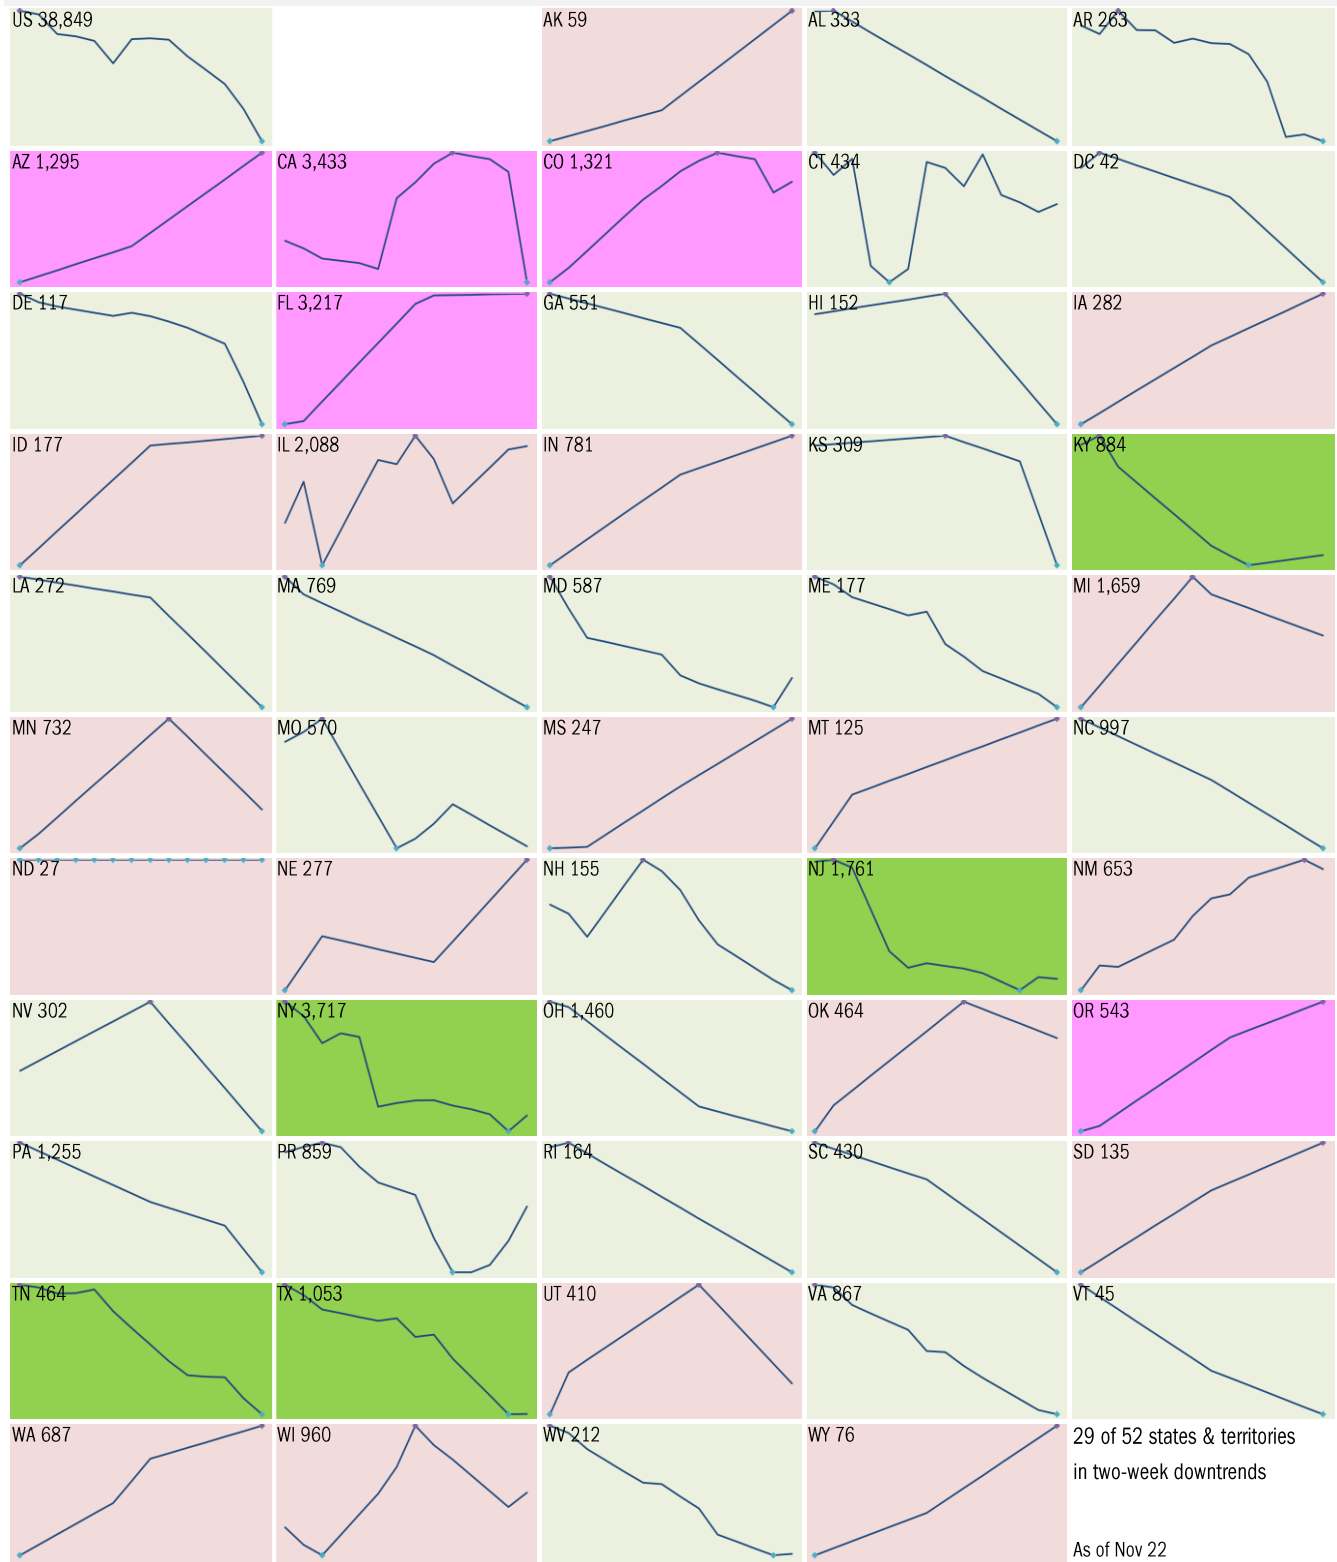 US 38,849
AK 59
AL 333
AR 263
AZ 1,295
CA 3,433
CO 1,321
CT 434
DC 42
DE 117
FL 3,217
GA 551
HI 152
IA 282
ID 177
IL 2,088
IN 781
KS 309
KY 884
LA 272
MA 769
MD 587
ME 177
MI 1,659
MN 732
MO 570
MS 247
MT 125
NC 997
ND 27
NE 277
NH 155
NJ 1,761
NM 653
NV 302
NY 3,717
OH 1,460
OK 464
OR 543
PA 1,255
PR 859
RI 164
SC 430
SD 135
TN 464
TX 1,053
UT 410
VA 867
VT 45
WA 687
WI 960
WV 212
WY 76
29 of 52 states & territories
in two-week downtrends
As of Nov 22